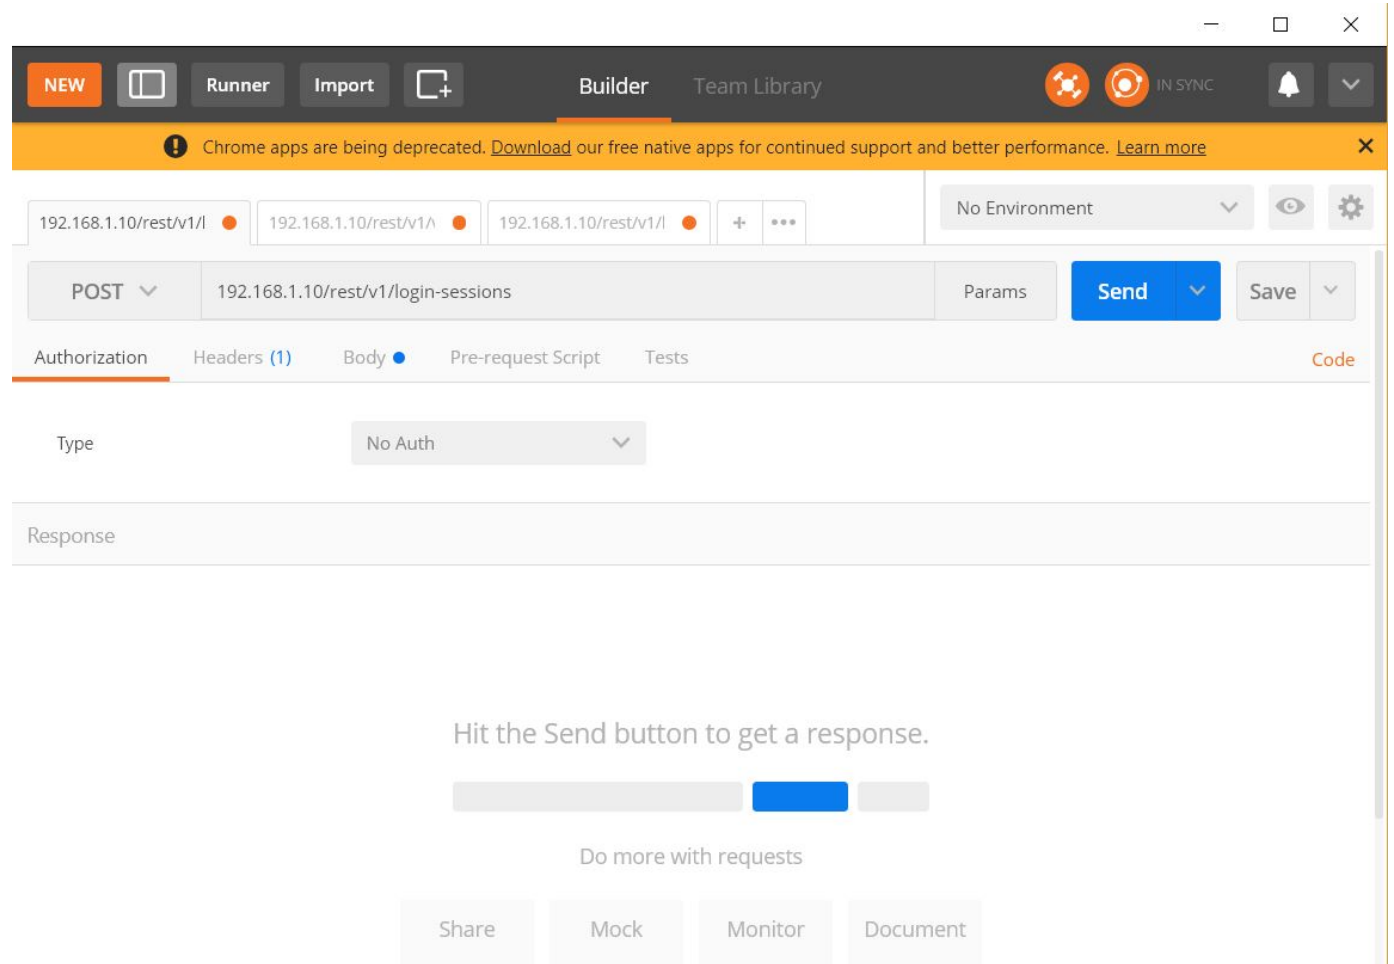 NEW Runner Import Builder Team Library IN SYNC
Chrome apps are being deprecated. Download our free native apps for continued support and better performance. Learn more
192.168.1.10/rest/v1/l 192.168.1.10/rest/v1/\ 192.168.1.10/rest/v1/l + ••• No Environment
POST 192.168.1.10/rest/v1/login-sessions Params Send Save
Authorization Headers (1) Body Pre-request Script Tests Code
Type No Auth
Response
Hit the Send button to get a response.
Do more with requests
Share Mock Monitor Document